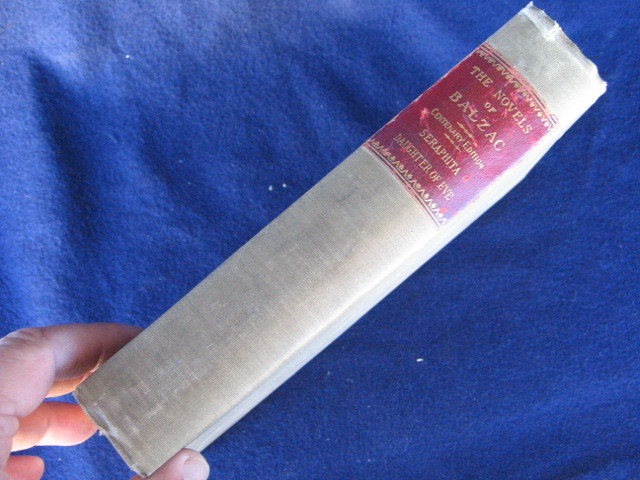 THE NOVELS
OF
BALZAC
CENTENARY EDITION
SERAPHITA
DAUGHTER OF EVE